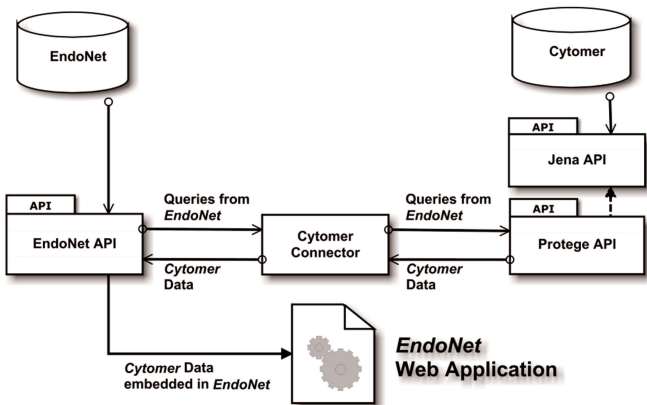 EndoNet
Cytomer
API
Jena API
API
EndoNet API
Queries from
EndoNet
Cytomer
Data
Cytomer
Connector
Queries from
EndoNet
Cytomer
Data
API
Protege API
Cytomer Data
embedded in EndoNet
EndoNet
Web Application